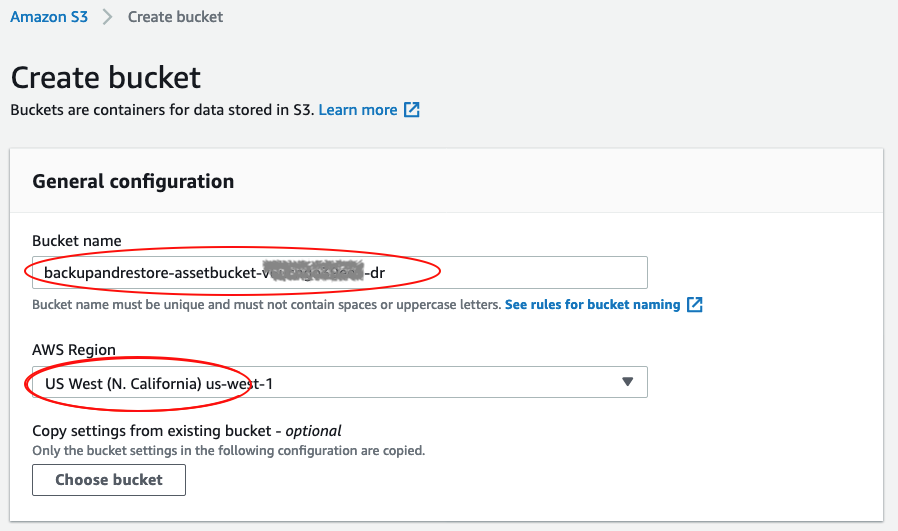 Amazon S3 > Create bucket
Create bucket
Buckets are containers for data stored in S3. Learn more
General configuration
Bucket name
backupandrestore-assetbucket- -dr
Bucket name must be unique and must not contain spaces or uppercase letters. See rules for bucket naming
AWS Region
US West (N. California) us-west-1
Copy settings from existing bucket - optional
Only the bucket settings in the following configuration are copied.
Choose bucket